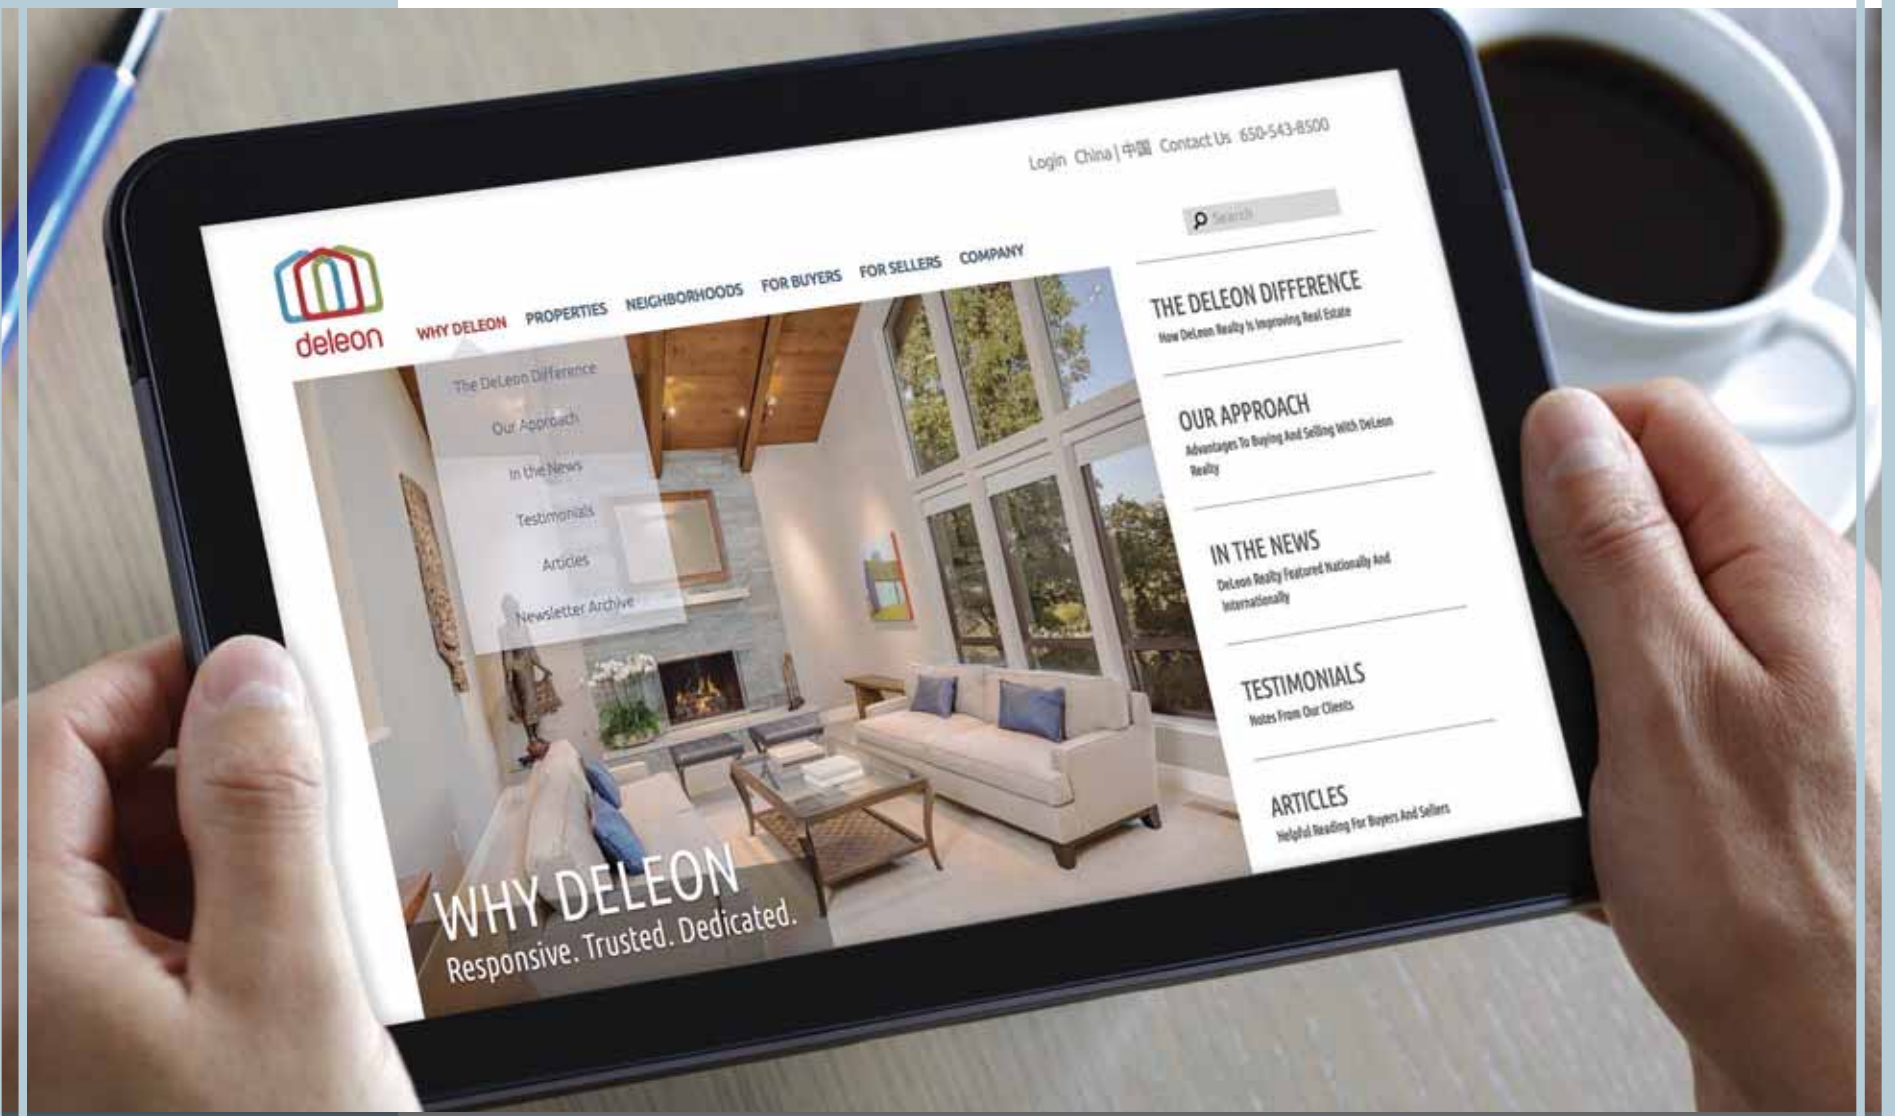 Login China | 中国 Contact Us 650-543-8500
Search
deleon
WHY DELEON PROPERTIES NEIGHBORHOODS FOR BUYERS FOR SELLERS COMPANY
The DeLeon Difference
Our Approach
In the News
Testimonials
Articles
Newsletter Archive
WHY DELEON
Responsive. Trusted. Dedicated.
THE DELEON DIFFERENCE
How DeLeon Realty Is Improving Real Estate
OUR APPROACH
Advantages To Buying And Selling With DeLeon
Realty
IN THE NEWS
DeLeon Realty Featured Nationally And
Internationally
TESTIMONIALS
Notes From Our Clients
ARTICLES
Helpful Reading For Buyers And Sellers